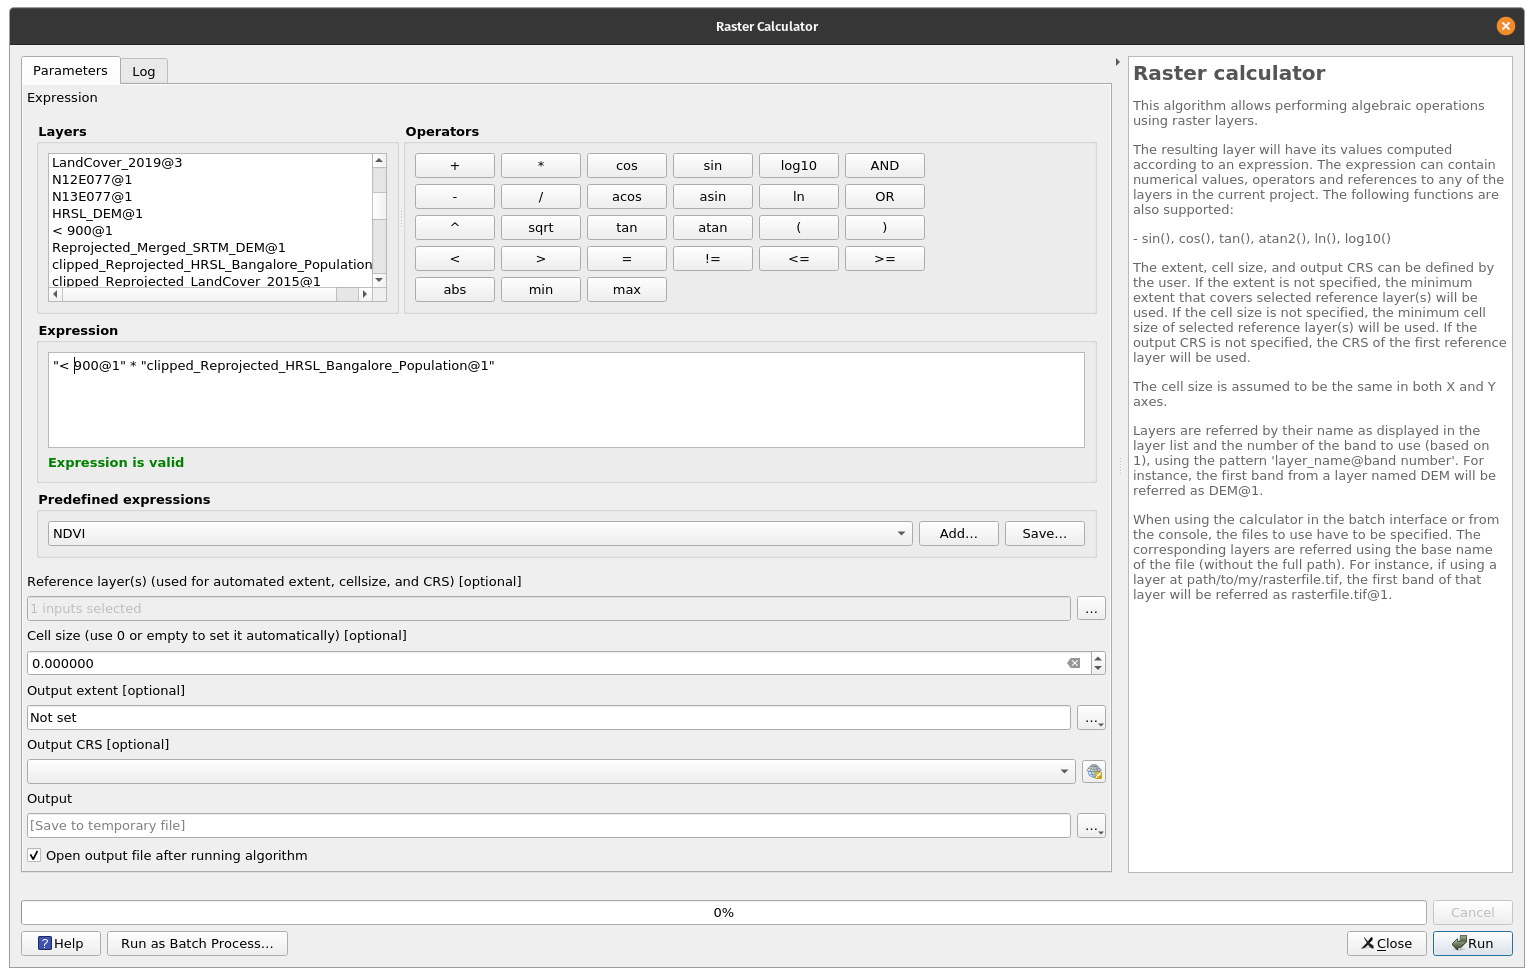 Raster Calculator
Parameters
Log
Expression
Layers
LandCover_2019@3
N12E077@1
N13E077@1
HRSL_DEM@1
< 900@1
Reprojected_Merged_SRTM_DEM@1
clipped_Reprojected_HRSL_Bangalore_Population
clipped_Reprojected_LandCover_2015@1
Operators
+ * cos sin log10 AND
- / acos asin ln OR
^ sqrt tan atan ( )
< > = != <= >=
abs min max
Expression
"< 900@1" * "clipped_Reprojected_HRSL_Bangalore_Population@1"
Expression is valid
Predefined expressions
NDVI
Add...
Save...
Reference layer(s) (used for automated extent, cellsize, and CRS) [optional]
1 inputs selected
...
Cell size (use 0 or empty to set it automatically) [optional]
0.000000
Output extent [optional]
Not set
...
Output CRS [optional]
Output
[Save to temporary file]
...
Open output file after running algorithm
Raster calculator
This algorithm allows performing algebraic operations
using raster layers.
The resulting layer will have its values computed
according to an expression. The expression can contain
numerical values, operators and references to any of the
layers in the current project. The following functions are
also supported:
- sin(), cos(), tan(), atan2(), ln(), log10()
The extent, cell size, and output CRS can be defined by
the user. If the extent is not specified, the minimum
extent that covers selected reference layer(s) will be
used. If the cell size is not specified, the minimum cell
size of selected reference layer(s) will be used. If the
output CRS is not specified, the CRS of the first reference
layer will be used.
The cell size is assumed to be the same in both X and Y
axes.
Layers are referred by their name as displayed in the
layer list and the number of the band to use (based on
1), using the pattern 'layer_name@band number'. For
instance, the first band from a layer named DEM will be
referred as DEM@1.
When using the calculator in the batch interface or from
the console, the files to use have to be specified. The
corresponding layers are referred using the base name
of the file (without the full path). For instance, if using a
layer at path/to/my/rasterfile.tif, the first band of that
layer will be referred as rasterfile.tif@1.
0%
Cancel
Help
Run as Batch Process...
Close
Run